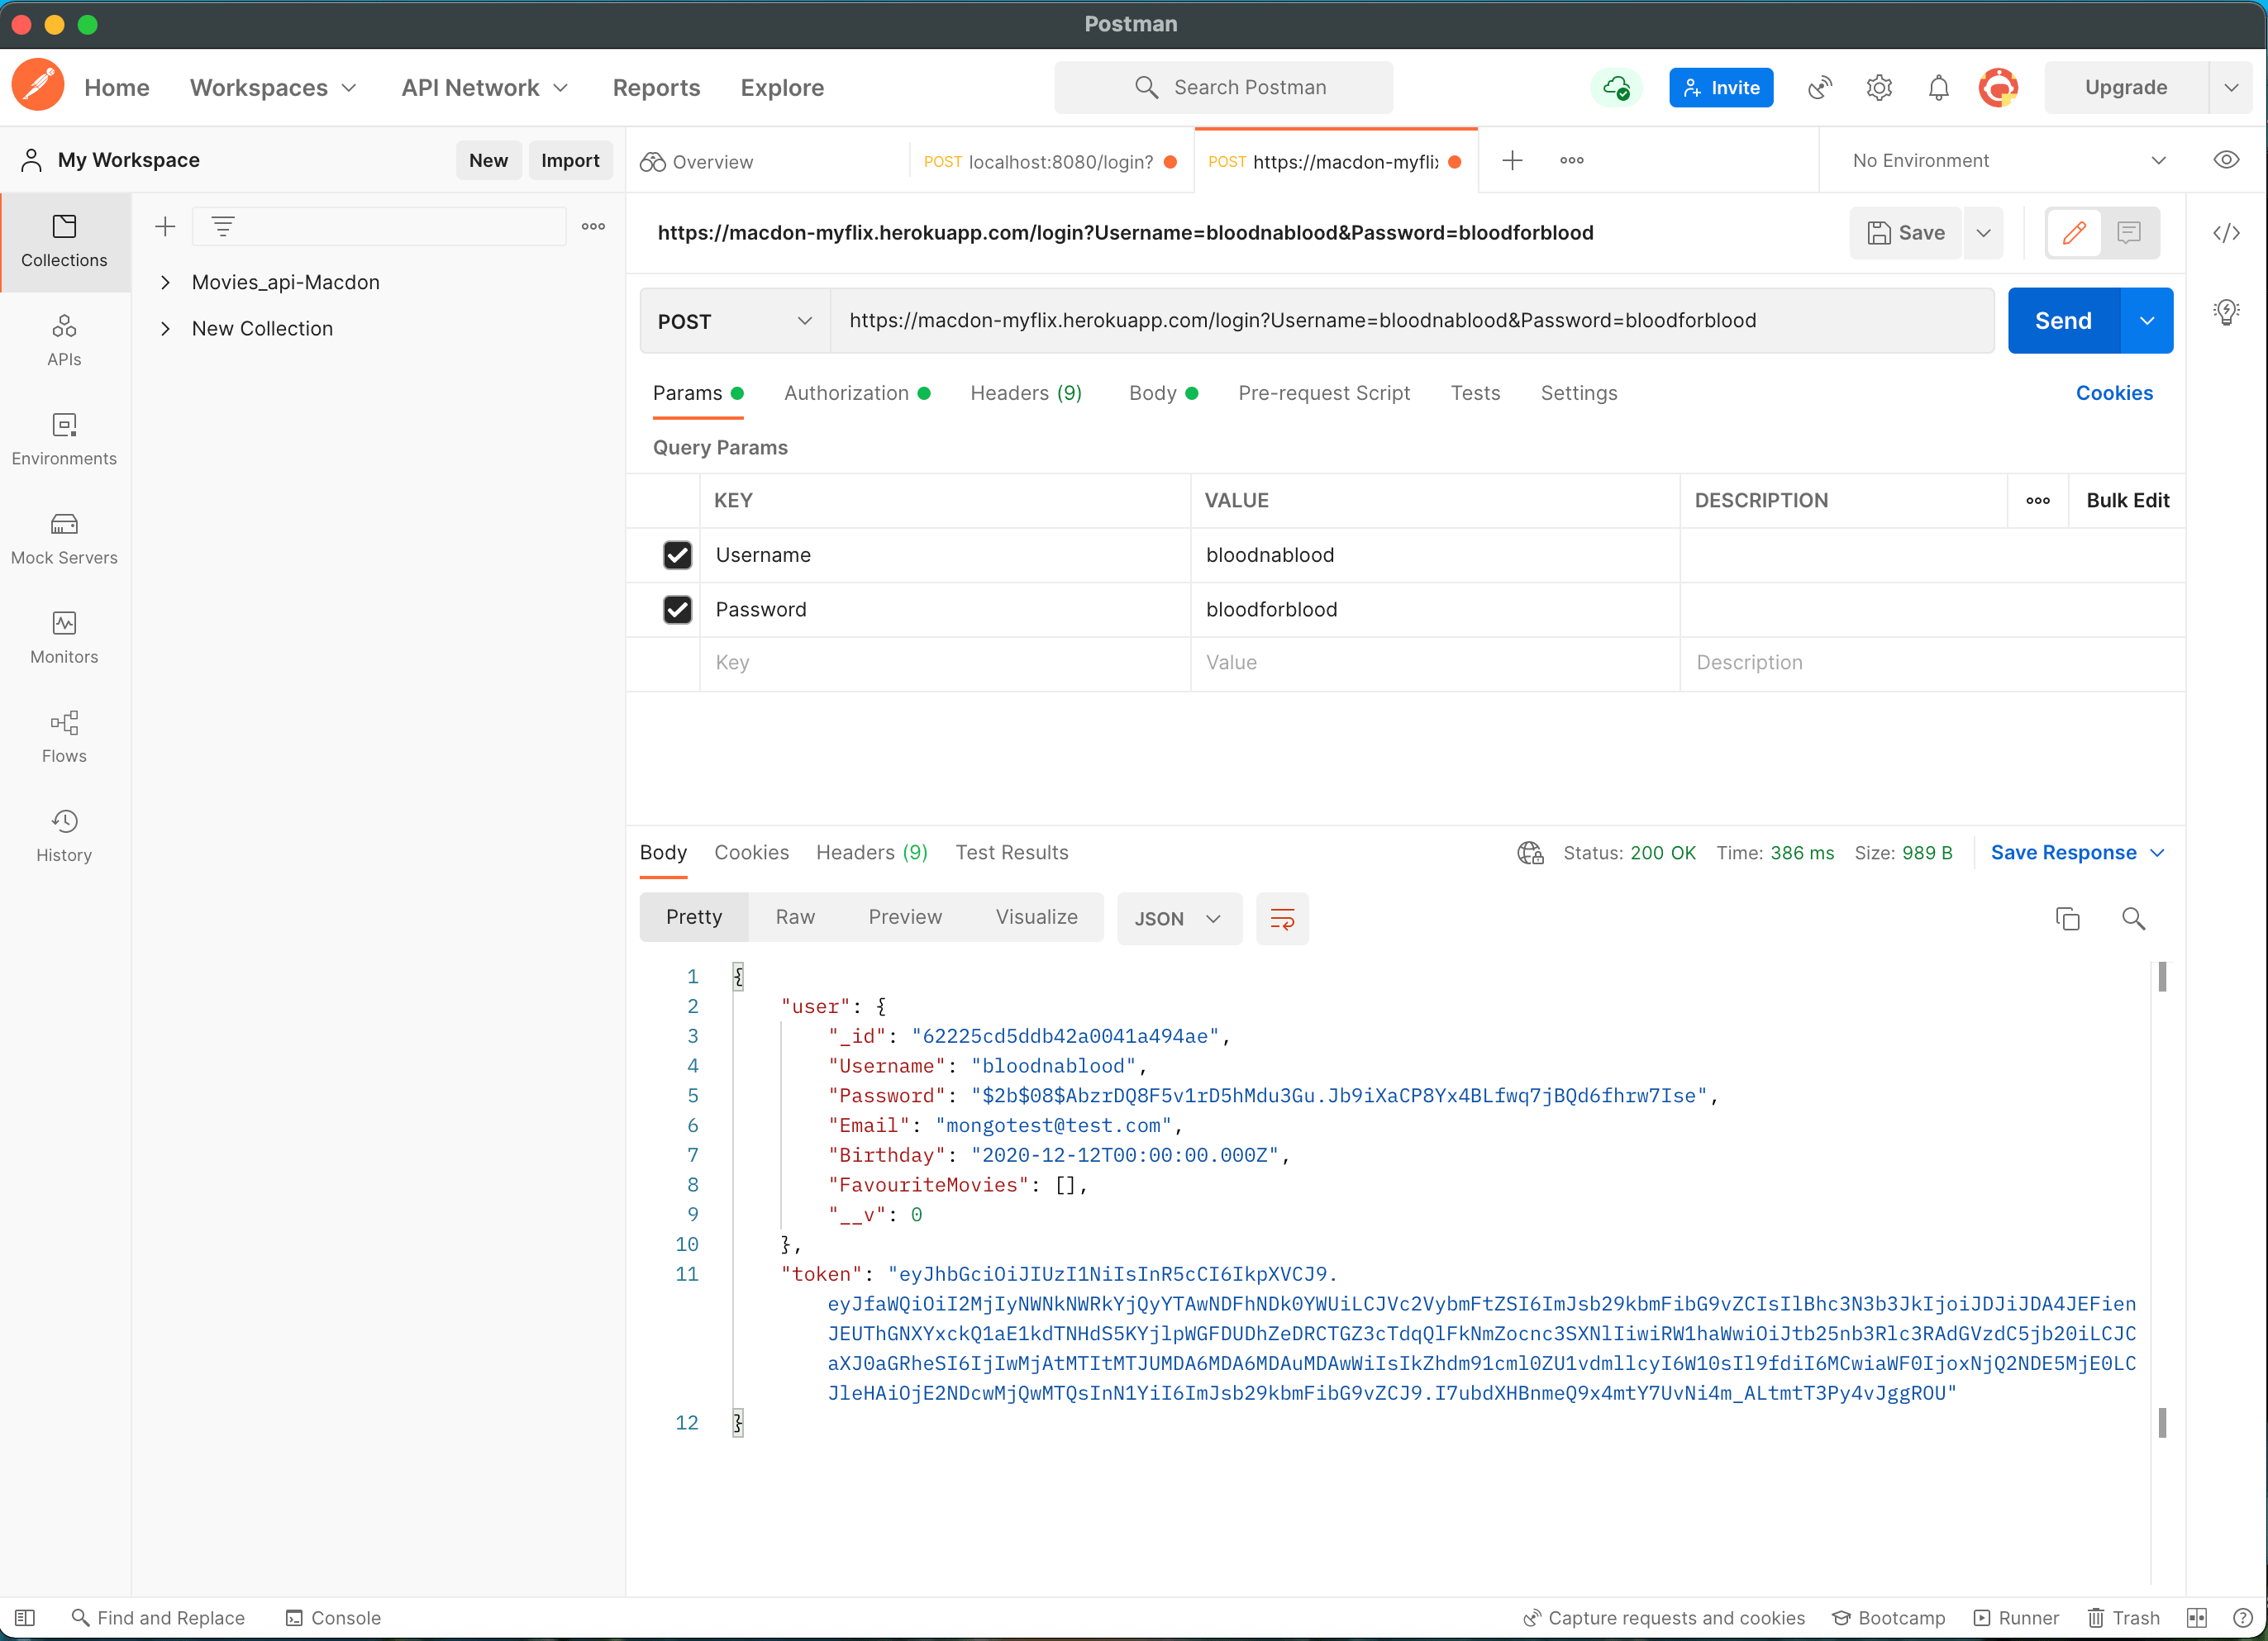 Postman
Home Workspaces API Network Reports Explore Search Postman Invite Upgrade
My Workspace New Import Overview POST localhost:8080/login? POST https://macdon-myflix No Environment
https://macdon-myflix.herokuapp.com/login?Username=bloodnablood&Password=bloodforblood Save
Collections
APIs
Environments
Mock Servers
Monitors
Flows
History
Movies_api-Macdon
New Collection
POST https://macdon-myflix.herokuapp.com/login?Username=bloodnablood&Password=bloodforblood Send
Params Authorization Headers (9) Body Pre-request Script Tests Settings Cookies
Query Params
KEY VALUE DESCRIPTION Bulk Edit
Username bloodnablood
Password bloodforblood
Key Value Description
Body Cookies Headers (9) Test Results Status: 200 OK Time: 386 ms Size: 989 B Save Response
Pretty Raw Preview Visualize JSON
1 {
2 "user": {
3 "_id": "62225cd5ddb42a0041a494ae",
4 "Username": "bloodnablood",
5 "Password": "$2b$08$AbzrDQ8F5v1rD5hMdu3Gu.Jb9iXaCP8Yx4BLfwq7jBQd6fhrw7Ise",
6 "Email": "mongotest@test.com",
7 "Birthday": "2020-12-12T00:00:00.000Z",
8 "FavouriteMovies": [],
9 "__v": 0
10 },
11 "token": "eyJhbGciOiJIUzI1NiIsInR5cCI6IkpXVCJ9.
eyJfaWQiOiI2MjIyNWNkNWRkYjQyYTAwNDFhNDk0YWUiLCJVc2VybmFtZSI6ImJsb29kbmFibG9vZCIsIlBhc3N3b3JkIjoiJDJiJDA4JEFien
JEUThGNXYxckQ1aE1kdTNHdS5KYjlpWGFDUDhZeDRCTGZ3cTdqQlFkNmZocnc3SXNlIiwiRW1haWwiOiJtb25nb3Rlc3RAdGVzdC5jb20iLCJC
aXJ0aGRheSI6IjIwMjAtMTItMTJUMDA6MDA6MDAuMDAwWiIsIkZhdm91cml0ZU1vdmllcyI6W10sIl9fdiI6MCwiaWF0IjoxNjQ2NDE5MjE0LC
JleHAiOjE2NDcwMjQwMTQsInN1YiI6ImJsb29kbmFibG9vZCJ9.I7ubdXHBnmeQ9x4mtY7UvNi4m_ALtmtT3Py4vJggROU"
12 }
Find and Replace Console Capture requests and cookies Bootcamp Runner Trash